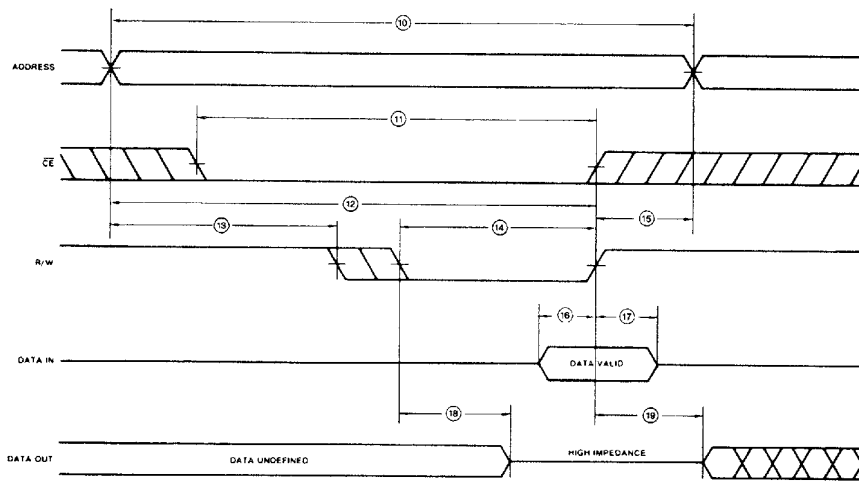 ⑩
ADDRESS
⑪
CE
⑫
⑬
⑭
⑮
R/W
⑯
⑰
DATA IN
DATA VALID
⑱
⑲
DATA OUT
DATA UNDEFINED
HIGH IMPEDANCE